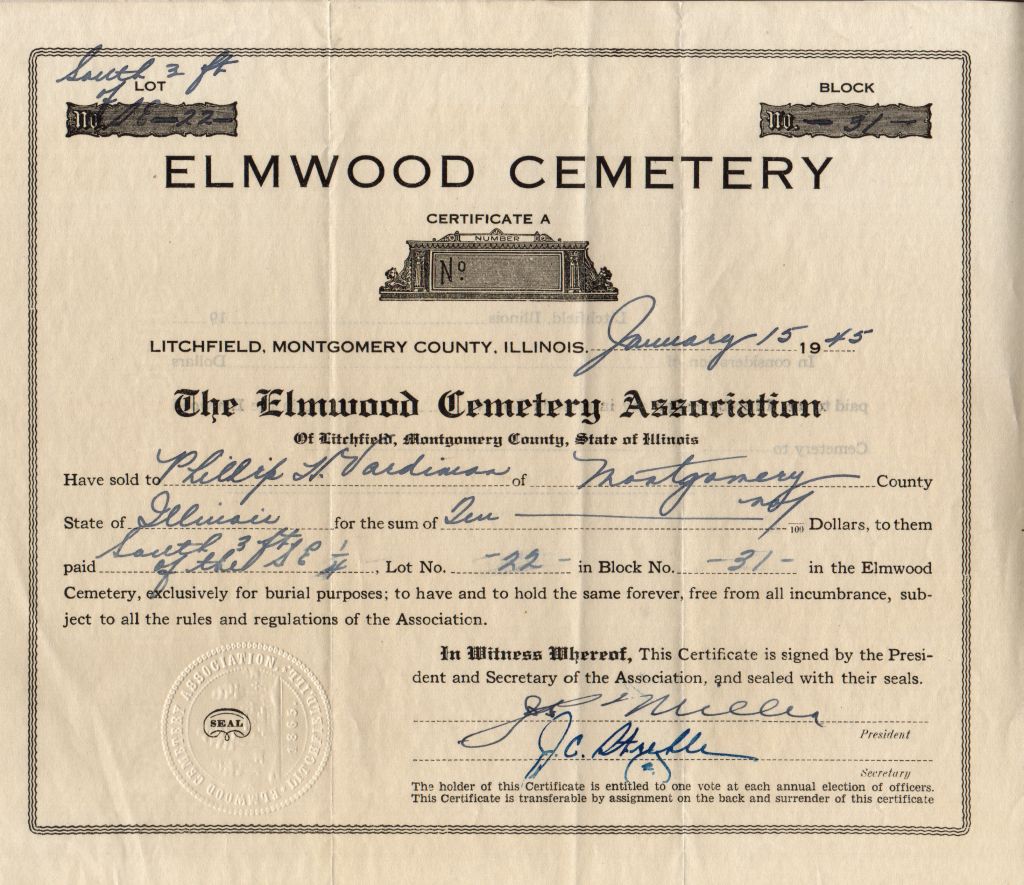 South 3 ft
LOT
of SE - 22 -
No.
BLOCK
No. - 31 -
ELMWOOD CEMETERY
CERTIFICATE A
NUMBER
No
LITCHFIELD, MONTGOMERY COUNTY, ILLINOIS. January 15 1945
The Elmwood Cemetery Association
Of Litchfield, Montgomery County, State of Illinois
Have sold to Phillip H. Vardiman of Montgomery County
State of Illinois for the sum of Ten no/100 Dollars, to them
South 3 ft
paid of the SE 1/4, Lot No. - 22 - in Block No. - 31 - in the Elmwood
Cemetery, exclusively for burial purposes; to have and to hold the same forever, free from all incumbrance, sub-
ject to all the rules and regulations of the Association.
In Witness Whereof, This Certificate is signed by the Presi-
dent and Secretary of the Association, and sealed with their seals.
Miller
President
J.C.
Secretary
SEAL
ELMWOOD CEMETERY ASSOCIATION.
The holder of this Certificate is entitled to one vote at each annual election of officers.
This Certificate is transferable by assignment on the back and surrender of this certificate